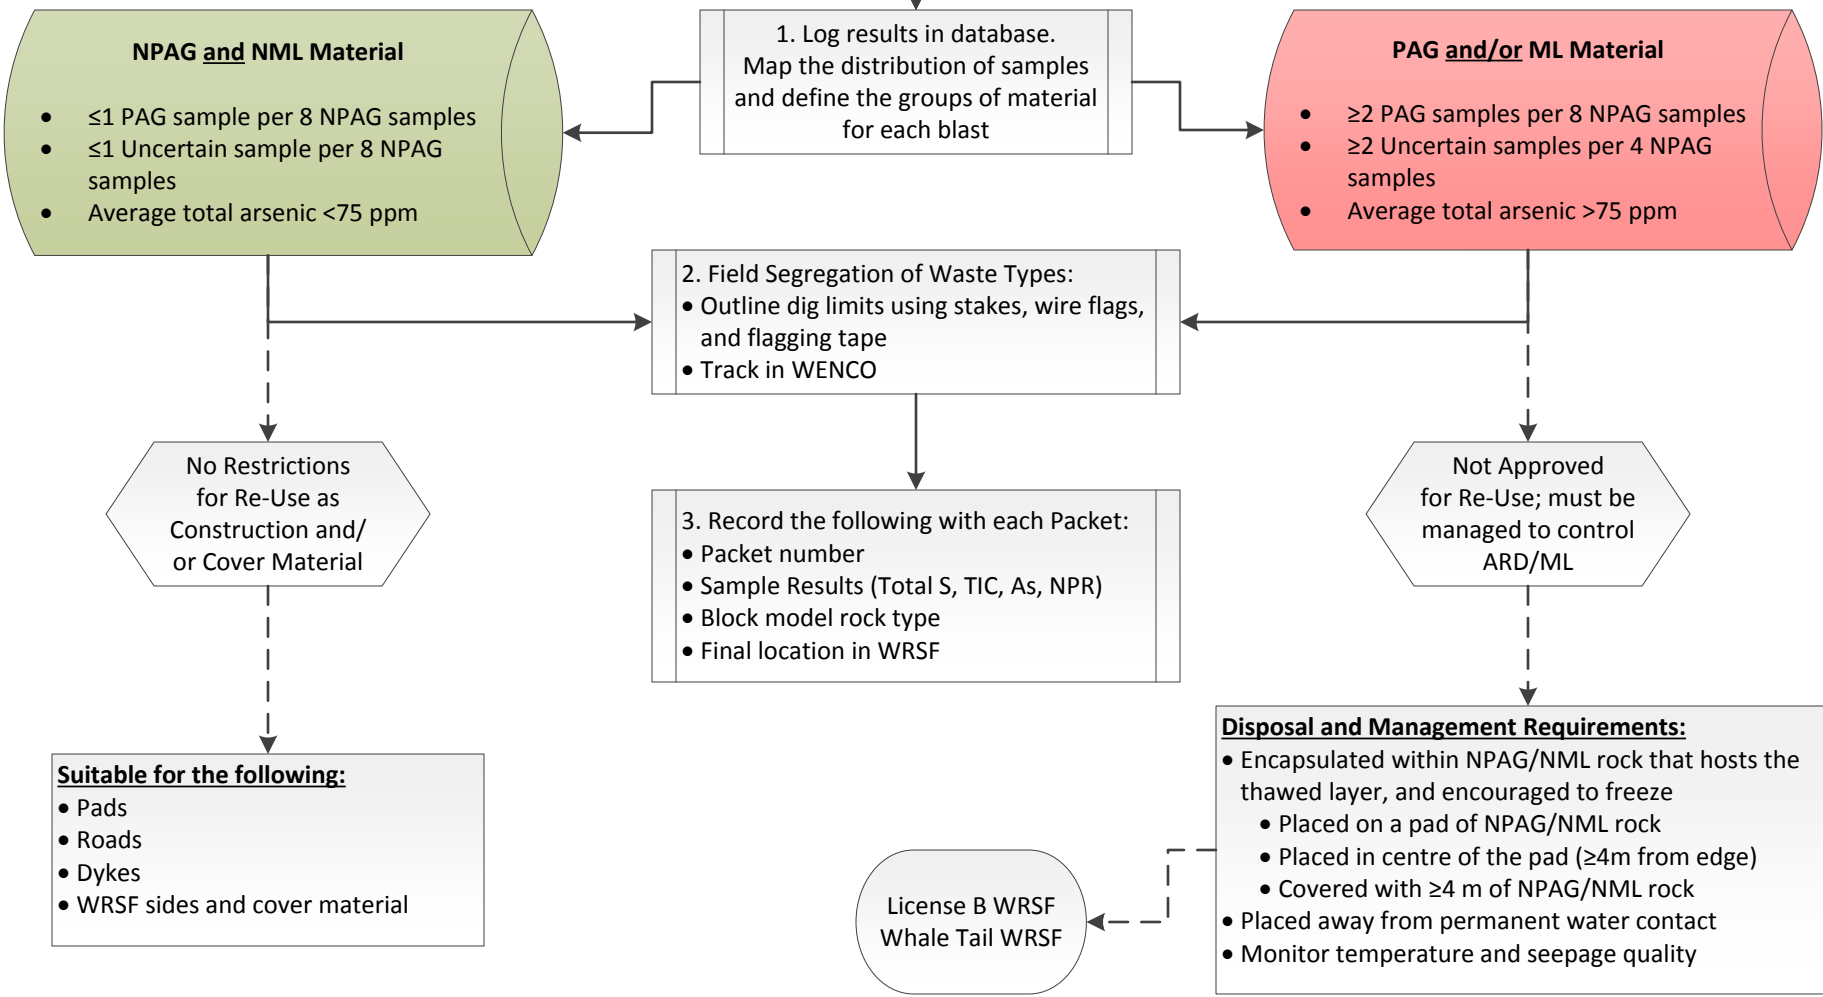 NPAG and NML Material
• ≤1 PAG sample per 8 NPAG samples
• ≤1 Uncertain sample per 8 NPAG
samples
• Average total arsenic <75 ppm
1. Log results in database.
Map the distribution of samples
and define the groups of material
for each blast
PAG and/or ML Material
• ≥2 PAG samples per 8 NPAG samples
• ≥2 Uncertain samples per 4 NPAG
samples
• Average total arsenic >75 ppm
2. Field Segregation of Waste Types:
• Outline dig limits using stakes, wire flags,
and flagging tape
• Track in WENCO
No Restrictions
for Re-Use as
Construction and/
or Cover Material
3. Record the following with each Packet:
• Packet number
• Sample Results (Total S, TIC, As, NPR)
• Block model rock type
• Final location in WRSF
Not Approved
for Re-Use; must be
managed to control
ARD/ML
Suitable for the following:
• Pads
• Roads
• Dykes
• WRSF sides and cover material
License B WRSF
Whale Tail WRSF
Disposal and Management Requirements:
• Encapsulated within NPAG/NML rock that hosts the
thawed layer, and encouraged to freeze
• Placed on a pad of NPAG/NML rock
• Placed in centre of the pad (≥4m from edge)
• Covered with ≥4 m of NPAG/NML rock
• Placed away from permanent water contact
• Monitor temperature and seepage quality